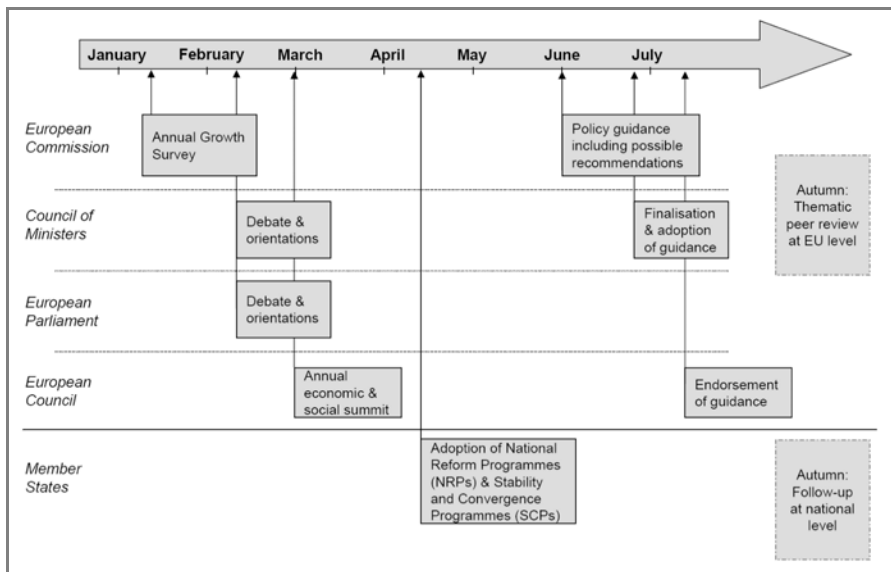 January February March April May June July
European
Commission
Annual Growth
Survey
Policy guidance
including possible
recommendations
Autumn:
Thematic
peer review
at EU level
Council of
Ministers
Debate &
orientations
Finalisation
& adoption
of guidance
European
Parliament
Debate &
orientations
European
Council
Annual
economic &
social summit
Endorsement
of guidance
Member
States
Adoption of National
Reform Programmes
(NRPs) & Stability
and Convergence
Programmes (SCPs)
Autumn:
Follow-up
at national
level